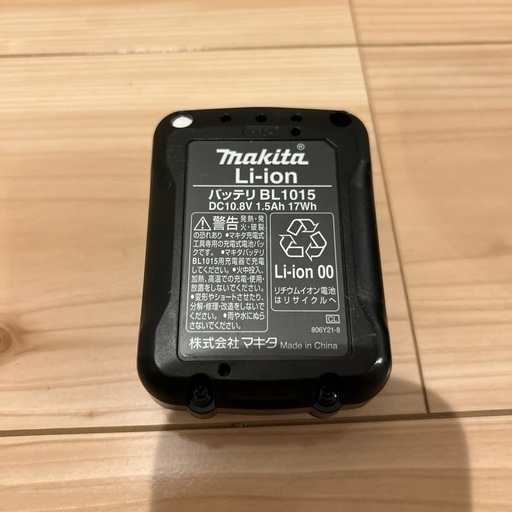 makita®
Li-ion
バッテリ BL1015
DC10.8V 1.5Ah 17Wh
⚠警告 ●発熱・発火・破裂
の恐れあり ●マキタ充電式
工具専用の充電式電池パッ
クです。 ●マキタバッテリ
BL1015用充電器で充電
してください。 ●火中投入、
加熱、高温での充電・使用・
放置をしないでください。
●変形やショートさせたり、
分解・修理・改造をしないで
ください。 ●雨や水にぬら
さないでください。
Li-ion 00
リチウムイオン電池
はリサイクルへ
CL
806Y21-8
株式会社 マキタ Made in China